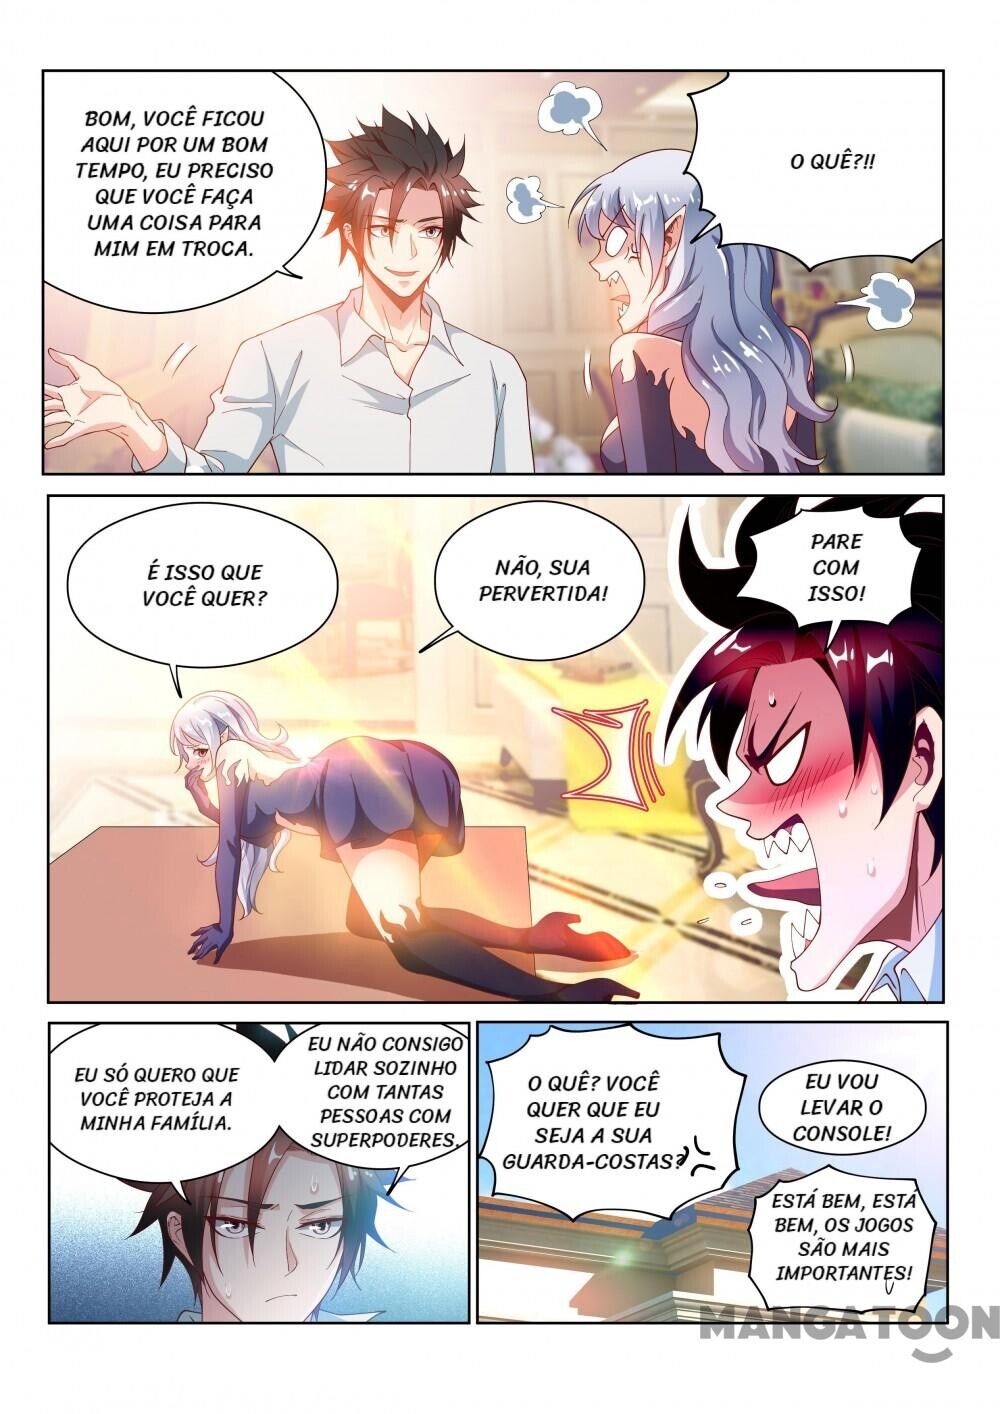 BOM, VOCÊ FICOU
AQUI POR UM BOM
TEMPO, EU PRECISO
QUE VOCÊ FAÇA
UMA COISA PARA
MIM EM TROCA.
O QUÊ?!!
É ISSO QUE
VOCÊ QUER?
NÃO, SUA
PERVERTIDA!
PARE
COM
ISSO!
EU SÓ QUERO QUE
VOCÊ PROTEJA A
MINHA FAMÍLIA.
EU NÃO CONSIGO
LIDAR SOZINHO
COM TANTAS
PESSOAS COM
SUPERPODERES.
O QUÊ? VOCÊ
QUER QUE EU
SEJA A SUA
GUARDA-COSTAS?
EU VOU
LEVAR O
CONSOLE!
ESTÁ BEM, ESTÁ
BEM, OS JOGOS
SÃO MAIS
IMPORTANTES!
MANGATOON